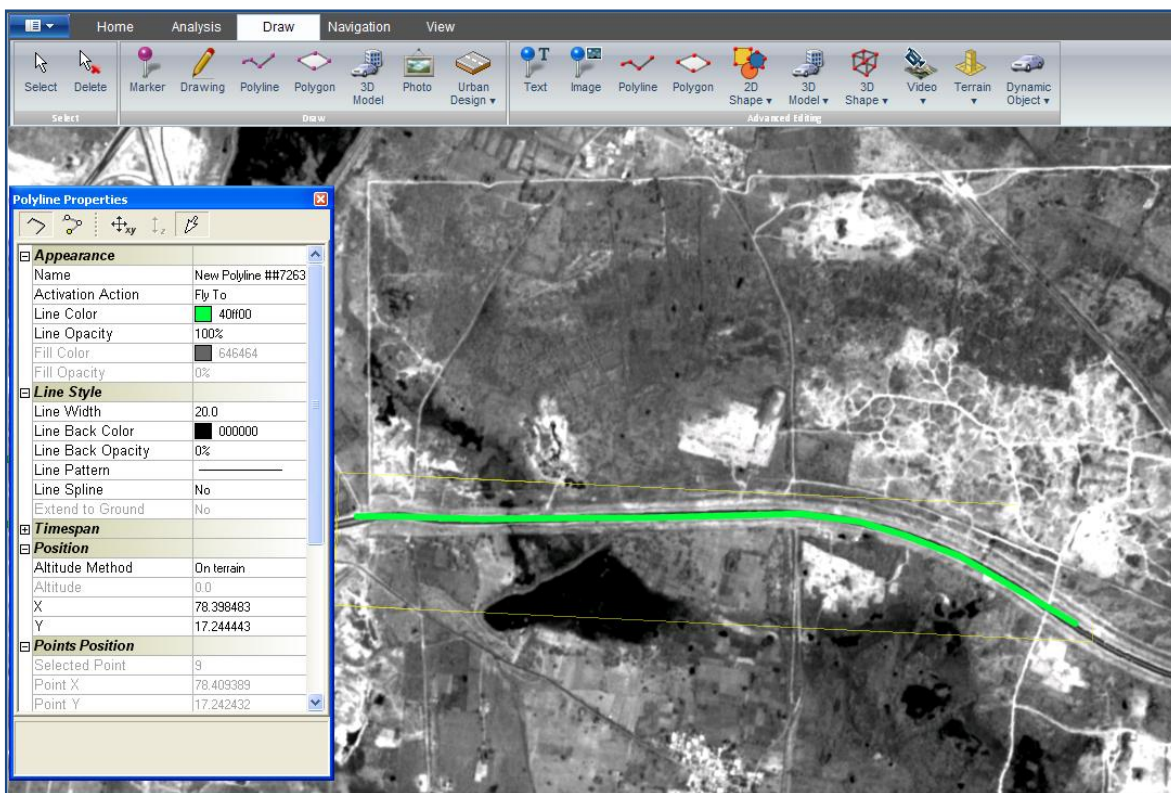 Home Analysis Draw Navigation View
Select Delete Marker Drawing Polyline Polygon 3D Model Photo Urban Design Text Image Polyline Polygon 2D Shape 3D Model 3D Shape Video Terrain Dynamic Object
Select Draw Advanced Editing
Polyline Properties
xy z
Appearance
Name New Polyline ##7263
Activation Action Fly To
Line Color 40ff00
Line Opacity 100%
Fill Color 646464
Fill Opacity 0%
Line Style
Line Width 20.0
Line Back Color 000000
Line Back Opacity 0%
Line Pattern
Line Spline No
Extend to Ground No
Timespan
Position
Altitude Method On terrain
Altitude 0.0
X 78.398483
Y 17.244443
Points Position
Selected Point 9
Point X 78.409389
Point Y 17.242432